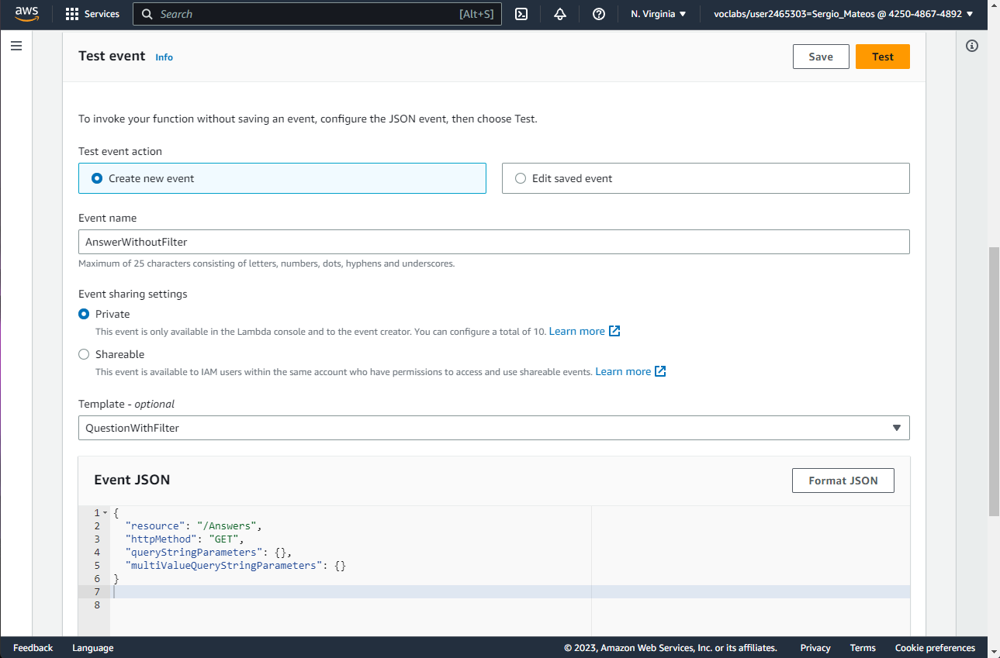 aws Services Search [Alt+S] N. Virginia voclabs/user2465303=Sergio_Mateos @ 4250-4867-4892
Test event Info Save Test
To invoke your function without saving an event, configure the JSON event, then choose Test.
Test event action
Create new event Edit saved event
Event name
AnswerWithoutFilter
Maximum of 25 characters consisting of letters, numbers, dots, hyphens and underscores.
Event sharing settings
Private
This event is only available in the Lambda console and to the event creator. You can configure a total of 10. Learn more
Shareable
This event is available to IAM users within the same account who have permissions to access and use shareable events. Learn more
Template - optional
QuestionWithFilter
Event JSON Format JSON
1 {
2 "resource": "/Answers",
3 "httpMethod": "GET",
4 "queryStringParameters": {},
5 "multiValueQueryStringParameters": {}
6 }
7
8
Feedback Language © 2023, Amazon Web Services, Inc. or its affiliates. Privacy Terms Cookie preferences